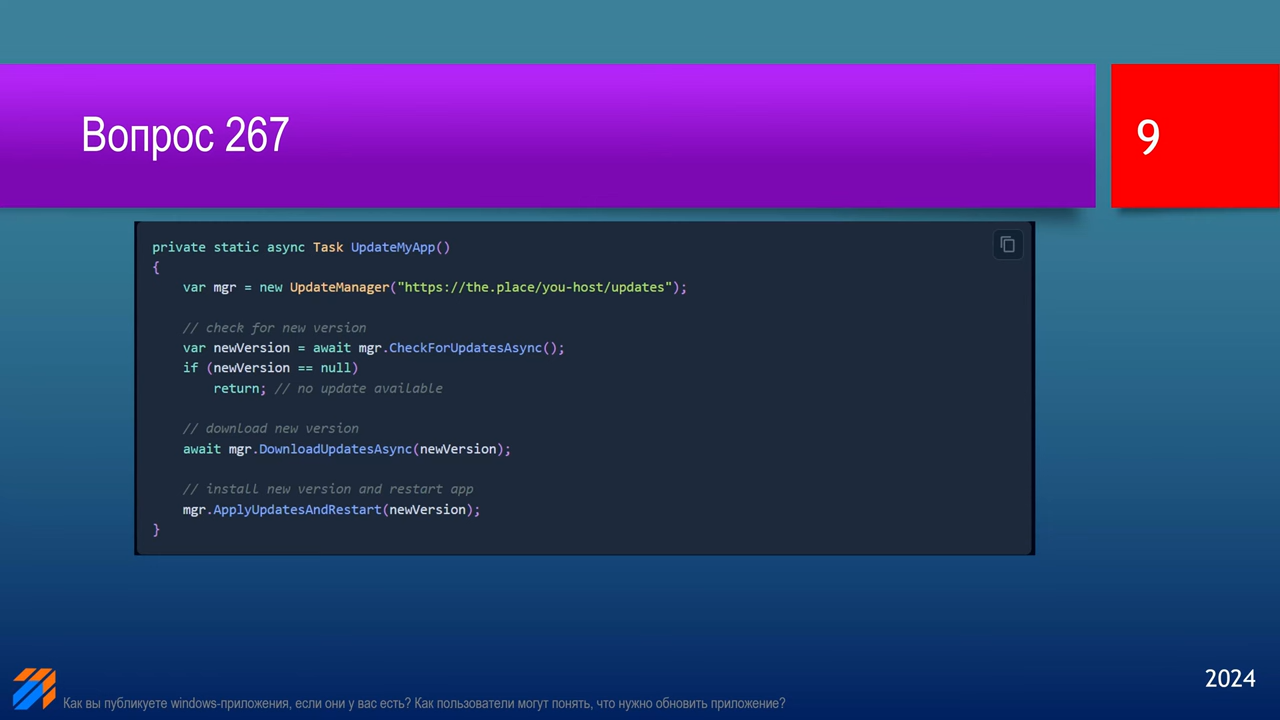 Вопрос 267
9
private static async Task UpdateMyApp()
{
    var mgr = new UpdateManager("https://the.place/you-host/updates");

    // check for new version
    var newVersion = await mgr.CheckForUpdatesAsync();
    if (newVersion == null)
        return; // no update available

    // download new version
    await mgr.DownloadUpdatesAsync(newVersion);

    // install new version and restart app
    mgr.ApplyUpdatesAndRestart(newVersion);
}
2024
Как вы публикуете windows-приложения, если они у вас есть? Как пользователи могут понять, что нужно обновить приложение?